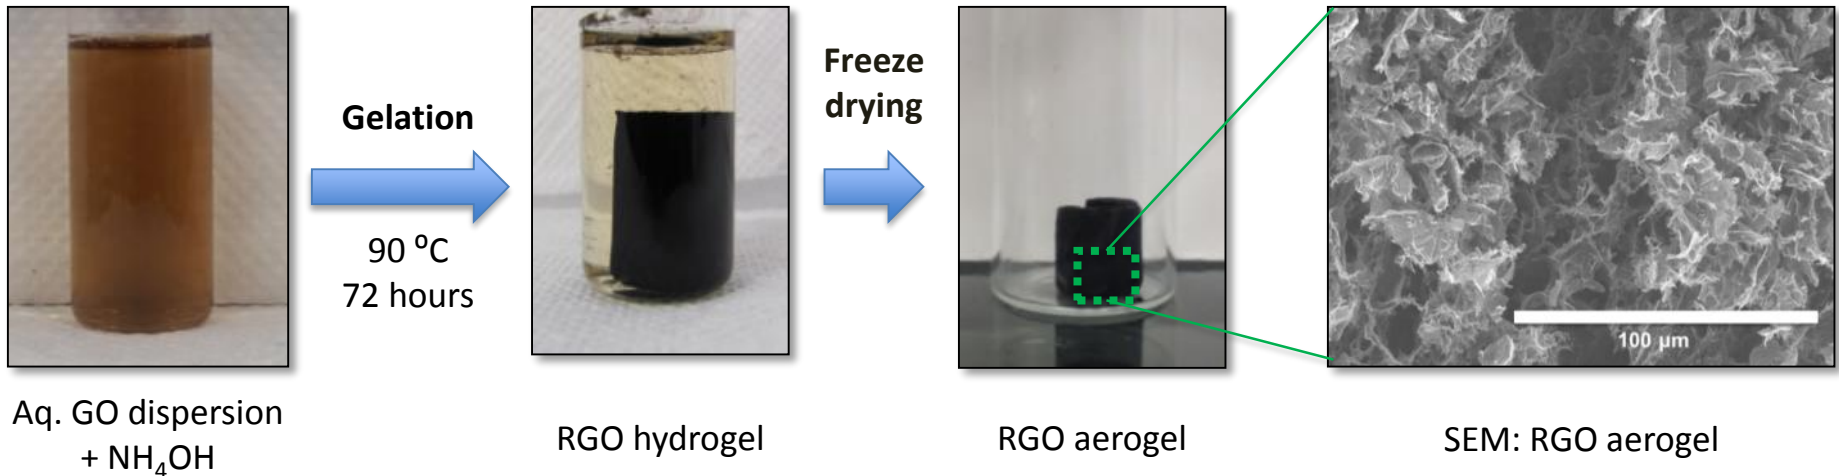 Aq. GO dispersion
+ NH₄OH
Gelation
90 ⁰C
72 hours
RGO hydrogel
Freeze
drying
RGO aerogel
100 µm
SEM: RGO aerogel